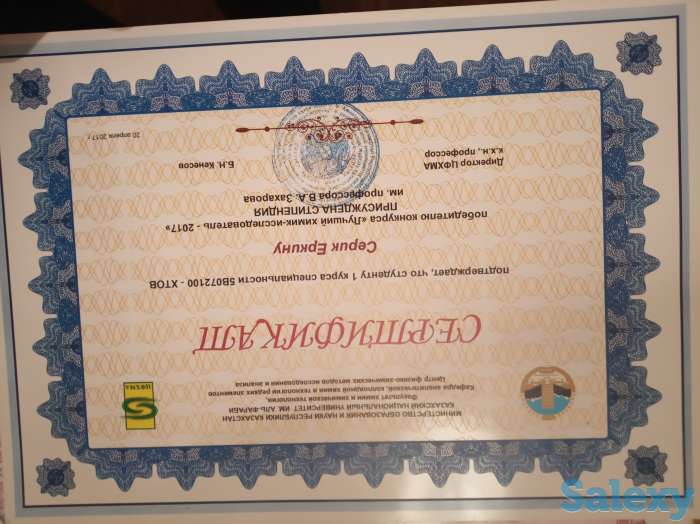 МИНИСТЕРСТВО ОБРАЗОВАНИЯ И НАУКИ РЕСПУБЛИКИ КАЗАХСТАН
КАЗАХСКИЙ НАЦИОНАЛЬНЫЙ УНИВЕРСИТЕТ ИМ. АЛЬ-ФАРАБИ
Факультет химии и химической технологии,
Кафедра аналитической, коллоидной химии и технологии редких элементов
Центр физико-химических методов исследования и анализа
ЦФХМА
СЕРТИФИКАТ
подтверждает, что студенту 1 курса специальности 5В072100 - ХТОВ
Серик Еркину
победителю конкурса «Лучший химик-исследователь - 2017»
ПРИСУЖДЕНА СТИПЕНДИЯ
им. профессора В.А. Захарова
Директор ЦФХМА
к.х.н., профессор
Б.Н. Кенесов
20 апреля 2017 г.
Salexy